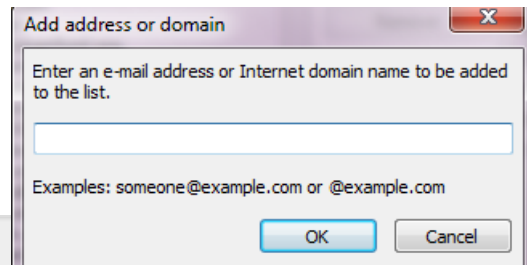 Add address or domain
Enter an e-mail address or Internet domain name to be added
to the list.
Examples: someone@example.com or @example.com
OK
Cancel